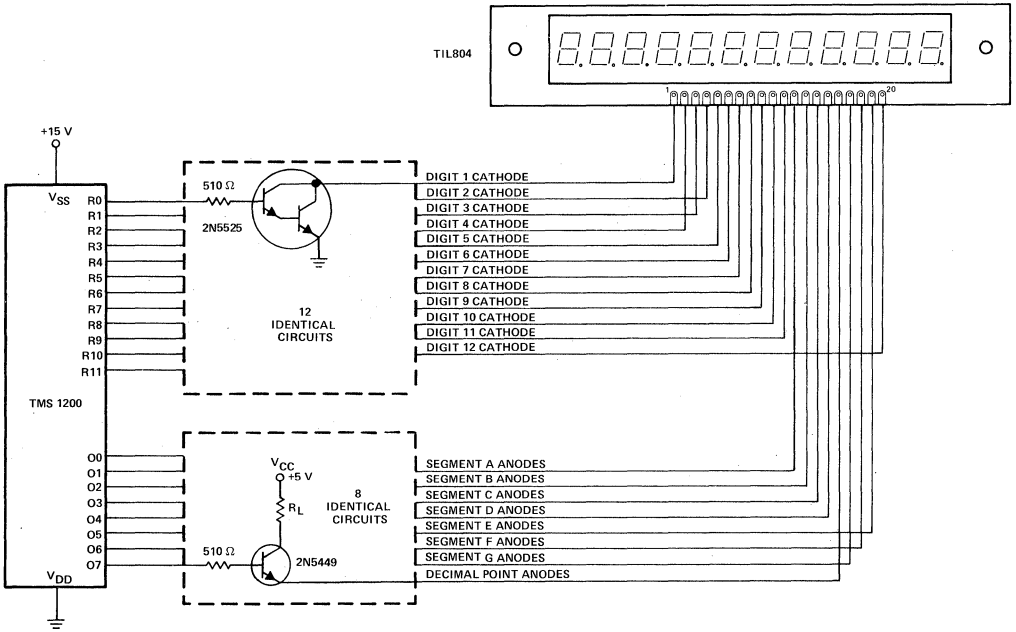 TIL804
1
20
+15 V
VSS
R0
R1
R2
R3
R4
R5
R6
R7
R8
R9
R10
R11
TMS 1200
O0
O1
O2
O3
O4
O5
O6
O7
VDD
510 Ω
2N5525
12
IDENTICAL
CIRCUITS
DIGIT 1 CATHODE
DIGIT 2 CATHODE
DIGIT 3 CATHODE
DIGIT 4 CATHODE
DIGIT 5 CATHODE
DIGIT 6 CATHODE
DIGIT 7 CATHODE
DIGIT 8 CATHODE
DIGIT 9 CATHODE
DIGIT 10 CATHODE
DIGIT 11 CATHODE
DIGIT 12 CATHODE
VCC
+5 V
RL
8
IDENTICAL
CIRCUITS
510 Ω
2N5449
SEGMENT A ANODES
SEGMENT B ANODES
SEGMENT C ANODES
SEGMENT D ANODES
SEGMENT E ANODES
SEGMENT F ANODES
SEGMENT G ANODES
DECIMAL POINT ANODES